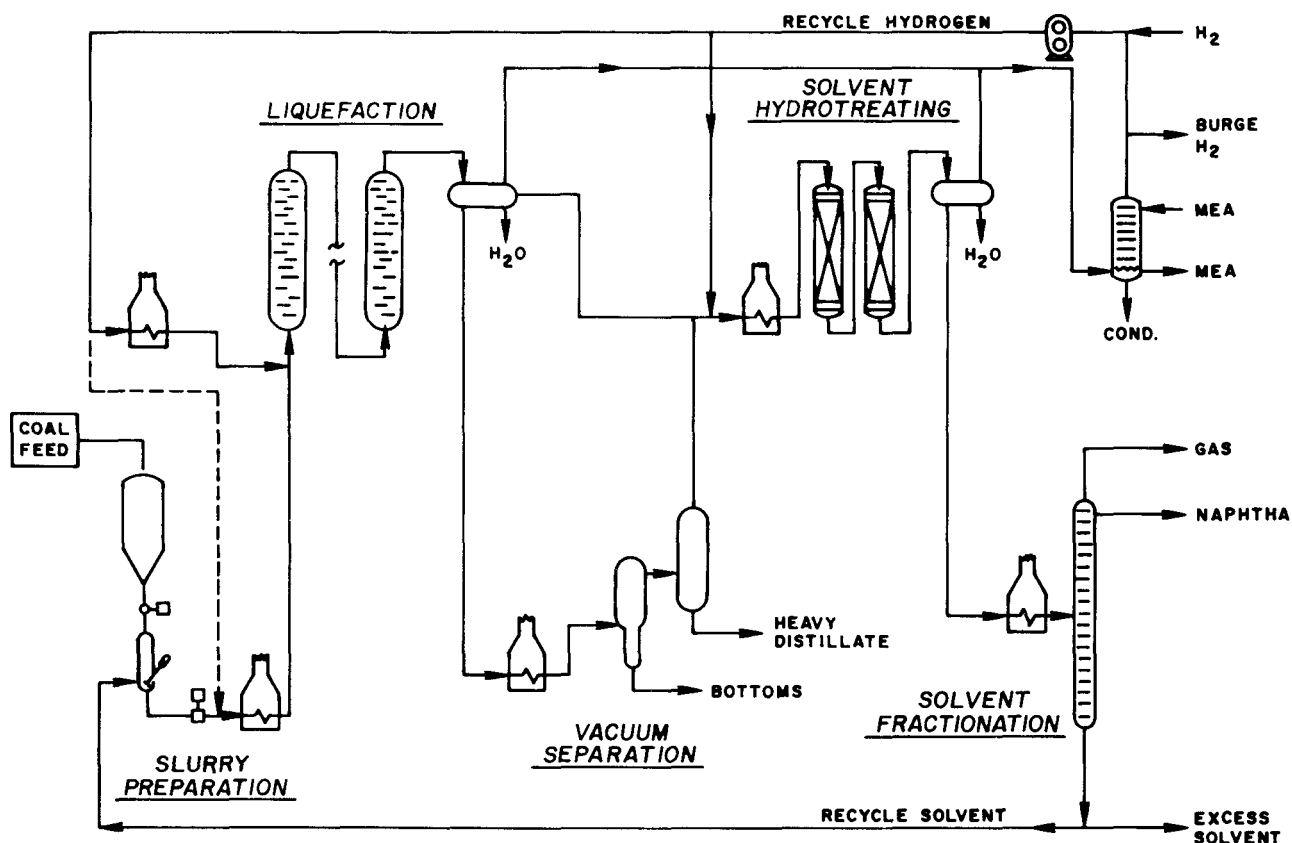 RECYCLE HYDROGEN
H₂
LIQUEFACTION
SOLVENT
HYDROTREATING
BURGE
H₂
MEA
H₂O
H₂O
MEA
COND.
COAL
FEED
GAS
NAPHTHA
HEAVY
DISTILLATE
BOTTOMS
SOLVENT
FRACTIONATION
VACUUM
SEPARATION
SLURRY
PREPARATION
RECYCLE SOLVENT
EXCESS
SOLVENT